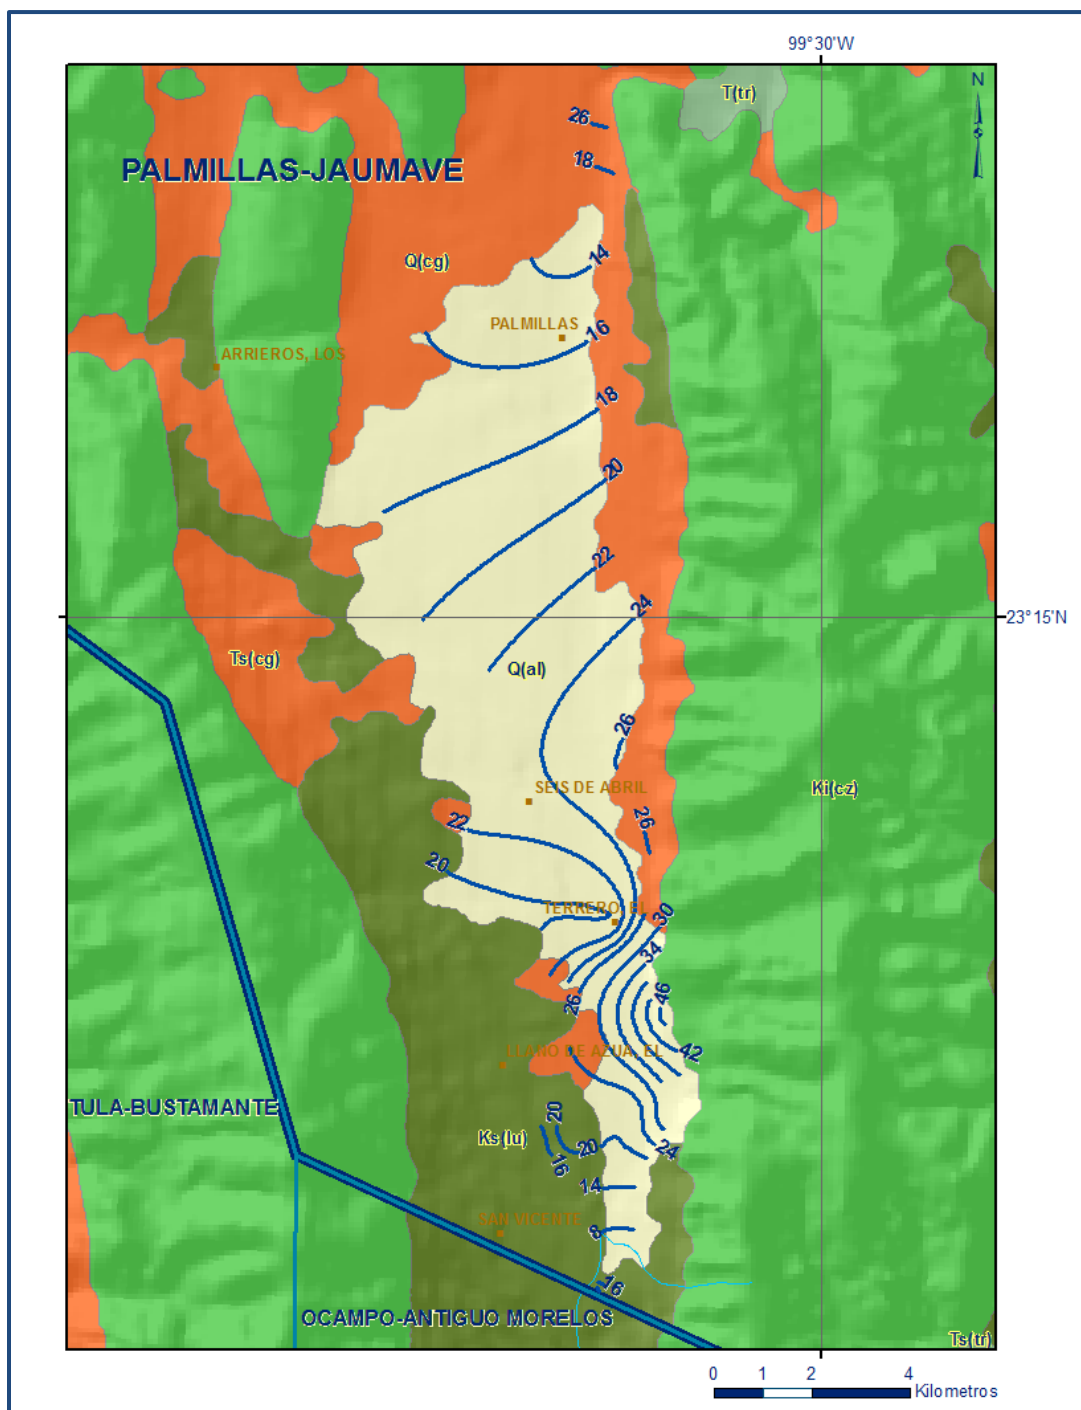 99°30'W
N
T(tr)
26
PALMILLAS-JAUMAVE
18
Q(cg)
14
PALMILLAS
16
ARRIEROS, LOS
18
20
22
24
23°15'N
Ts(cg)
Q(al)
26
SEIS DE ABRIL
Ki(cz)
26
22
20
TERRERO, EL
30
34
46
26
42
LLANO DE AZUA, EL
TULA-BUSTAMANTE
20
Ks(lu)
20
24
16
14
SAN VICENTE
8
16
OCAMPO-ANTIGUO MORELOS
Ts(tr)
0 1 2 4
Kilometros